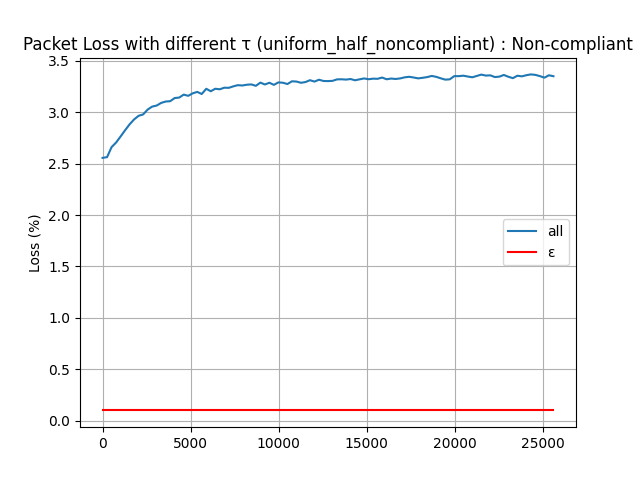 Packet Loss with different τ (uniform_half_noncompliant) : Non-compliant
3.5
3.0
2.5
2.0
1.5
1.0
0.5
0.0
Loss (%)
all
ε
0 5000 10000 15000 20000 25000